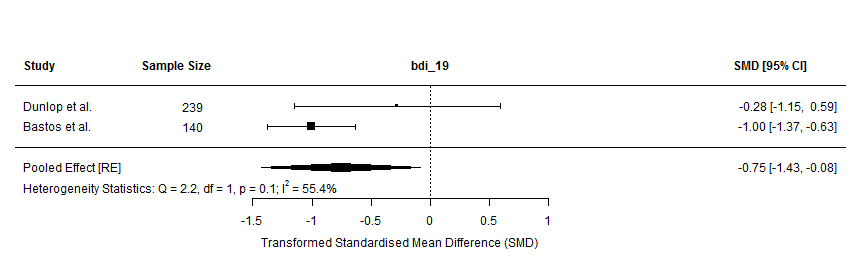 Study Sample Size bdi_19 SMD [95% CI]
Dunlop et al. 239 -0.28 [-1.15, 0.59]
Bastos et al. 140 -1.00 [-1.37, -0.63]
Pooled Effect [RE] -0.75 [-1.43, -0.08]
Heterogeneity Statistics: Q = 2.2, df = 1, p = 0.1; I² = 55.4%
-1.5 -1 -0.5 0 0.5 1
Transformed Standardised Mean Difference (SMD)